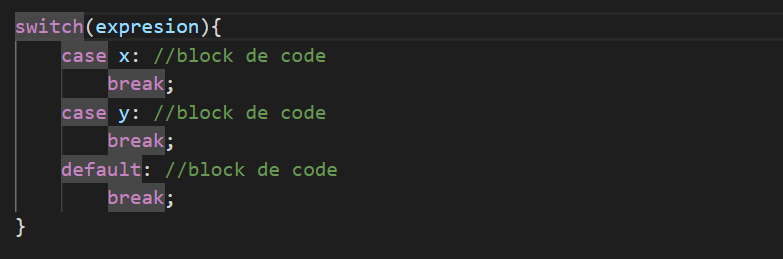 switch(expresion){
    case x: //block de code
        break;
    case y: //block de code
        break;
    default: //block de code
        break;
}